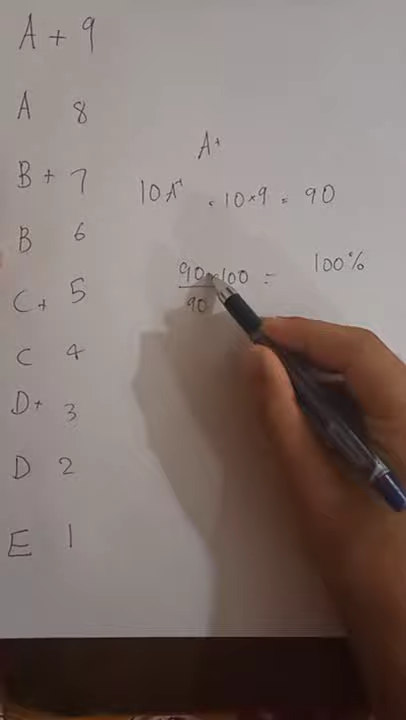 A + 9
A 8
B + 7
B 6
C + 5
C 4
D + 3
D 2
E 1
A+
10 A+ = 10 × 9 = 90
90 × 100 = 100%
90